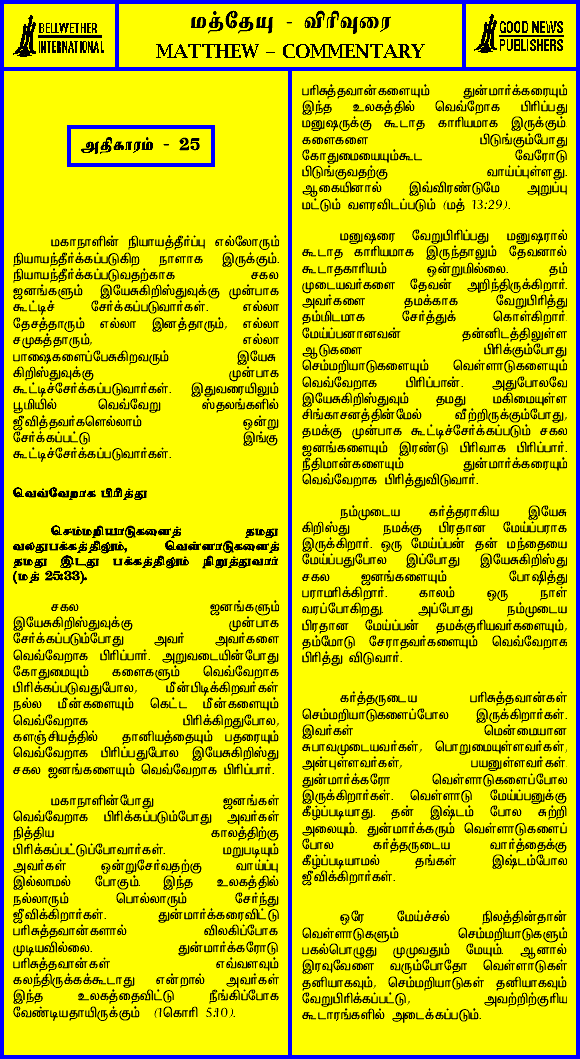 BELLWETHER
INTERNATIONAL
மத்தேயு - விரிவுரை
MATTHEW – COMMENTARY
GOOD NEWS
PUBLISHERS
அதிகாரம் - 25
மகாநாளின் நியாயத்தீர்ப்பு எல்லோரும்
நியாயந்தீர்க்கப்படுகிற நாளாக இருக்கும்.
நியாயந்தீர்க்கப்படுவதற்காக சகல
ஜனங்களும் இயேசுகிறிஸ்துவுக்கு முன்பாக
கூட்டிச் சேர்க்கப்படுவார்கள். எல்லா
தேசத்தாரும் எல்லா இனத்தாரும், எல்லா
சமுகத்தாரும், எல்லா
பாஷைகளைப்பேசுகிறவரும் இயேசு
கிறிஸ்துவுக்கு முன்பாக
கூட்டிச்சேர்க்கப்படுவார்கள். இதுவரையிலும்
பூமியில் வெவ்வேறு ஸ்தலங்களில்
ஜீவித்தவர்களெல்லாம் ஒன்று
சேர்க்கப்பட்டு இங்கு
கூட்டிச்சேர்க்கப்படுவார்கள்.
வெவ்வேறாக பிரித்து
செம்மறியாடுகளைத் தமது
வலதுபக்கத்திலும், வெள்ளாடுகளைத்
தமது இடது பக்கத்திலும் நிறுத்துவார்
(மத் 25:33).
சகல ஜனங்களும்
இயேசுகிறிஸ்துவுக்கு முன்பாக
சேர்க்கப்படும்போது அவர் அவர்களை
வெவ்வேறாக பிரிப்பார். அறுவடையின்போது
கோதுமையும் களைகளும் வெவ்வேறாக
பிரிக்கப்படுவதுபோல, மீன்பிடிக்கிறவர்கள்
நல்ல மீன்களையும் கெட்ட மீன்களையும்
வெவ்வேறாக பிரிக்கிறதுபோல,
களஞ்சியத்தில் தானியத்தையும் பதரையும்
வெவ்வேறாக பிரிப்பதுபோல இயேசுகிறிஸ்து
சகல ஜனங்களையும் வெவ்வேறாக பிரிப்பார்.
மகாநாளின்போது ஜனங்கள்
வெவ்வேறாக பிரிக்கப்படும்போது அவர்கள்
நித்திய காலத்திற்கு
பிரிக்கப்பட்டுப்போவார்கள். மறுபடியும்
அவர்கள் ஒன்றுசேர்வதற்கு வாய்ப்பு
இல்லாமல் போகும். இந்த உலகத்தில்
நல்லாரும் பொல்லாரும் சேர்ந்து
ஜீவிக்கிறார்கள். துன்மார்க்கரைவிட்டு
பரிசுத்தவான்களால் விலகிப்போக
முடியவில்லை. துன்மார்க்கரோடு
பரிசுத்தவான்கள் எவ்வளவும்
கலந்திருக்கக்கூடாது என்றால் அவர்கள்
இந்த உலகத்தைவிட்டு நீங்கிப்போக
வேண்டியதாயிருக்கும் (1கொரி 5:10).
பரிசுத்தவான்களையும் துன்மார்க்கரையும்
இந்த உலகத்தில் வெவ்றோக பிரிப்பது
மனுஷருக்கு கூடாத காரியமாக இருக்கும்
களைகளை பிடுங்கும்போது
கோதுமையையும்கூட வேரோடு
பிடுங்குவதற்கு வாய்ப்புள்ளது.
ஆகையினால் இவ்விரண்டுமே அறுப்பு
மட்டும் வளரவிடப்படும் (மத் 13:29).
மனுஷரை வேறுபிரிப்பது மனுஷரால்
கூடாத காரியமாக இருந்தாலும் தேவனால்
கூடாதகாரியம் ஒன்றுமில்லை. தம்
முடையவர்களை தேவன் அறிந்திருக்கிறார்.
அவர்களை தமக்காக வேறுபிரித்து
தம்மிடமாக சேர்த்துக் கொள்கிறார்.
மேய்ப்பனானவன் தன்னிடத்திலுள்ள
ஆடுகளை பிரிக்கும்போது
செம்மறியாடுகளையும் வெள்ளாடுகளையும்
வெவ்வேறாக பிரிப்பான். அதுபோலவே
இயேசுகிறிஸ்துவும் தமது மகிமையுள்ள
சிங்காசனத்தின்மேல் வீற்றிருக்கும்போது,
தமக்கு முன்பாக கூட்டிச்சேர்க்கப்படும் சகல
ஜனங்களையும் இரண்டு பிரிவாக பிரிப்பார்.
நீதிமான்களையும் துன்மார்க்கரையும்
வெவ்வேறாக பிரித்துவிடுவார்.
நம்முடைய கர்த்தராகிய இயேசு
கிறிஸ்து நமக்கு பிரதான மேய்ப்பராக
இருக்கிறார். ஒரு மேய்ப்பன் தன் மந்தையை
மேய்ப்பதுபோல இப்போது இயேசுகிறிஸ்து
சகல ஜனங்களையும் போஷித்து
பராமரிக்கிறார். காலம் ஒரு நாள்
வரப்போகிறது. அப்போது நம்முடைய
பிரதான மேய்ப்பன் தமக்குரியவர்களையும்,
தம்மோடு சேராதவர்களையும் வெவ்வேறாக
பிரித்து விடுவார்.
கர்த்தருடைய பரிசுத்தவான்கள்
செம்மறியாடுகளைப்போல இருக்கிறார்கள்.
இவர்கள் மென்மையான
சுபாவமுடையவர்கள், பொறுமையுள்ளவர்கள்,
அன்புள்ளவர்கள், பயனுள்ளவர்கள்.
துன்மார்க்கரோ வெள்ளாடுகளைப்போல
இருக்கிறார்கள். வெள்ளாடு மேய்ப்பனுக்கு
கீழ்ப்படியாது. தன் இஷ்டம் போல சுற்றி
அலையும். துன்மார்க்கரும் வெள்ளாடுகளைப்
போல கர்த்தருடைய வார்த்தைக்கு
கீழ்ப்படியாமல் தங்கள் இஷ்டம்போல
ஜீவிக்கிறார்கள்.
ஒரே மேய்ச்சல் நிலத்தின்தான்
வெள்ளாடுகளும் செம்மறியாடுகளும்
பகல்பொழுது முழுவதும் மேயும். ஆனால்
இரவுவேளை வரும்போதோ வெள்ளாடுகள்
தனியாகவும், செம்மறியாடுகள் தனியாகவும்
வேறுபிரிக்கப்பட்டு, அவற்றிற்குரிய
கூடாரங்களில் அடைக்கப்படும்.